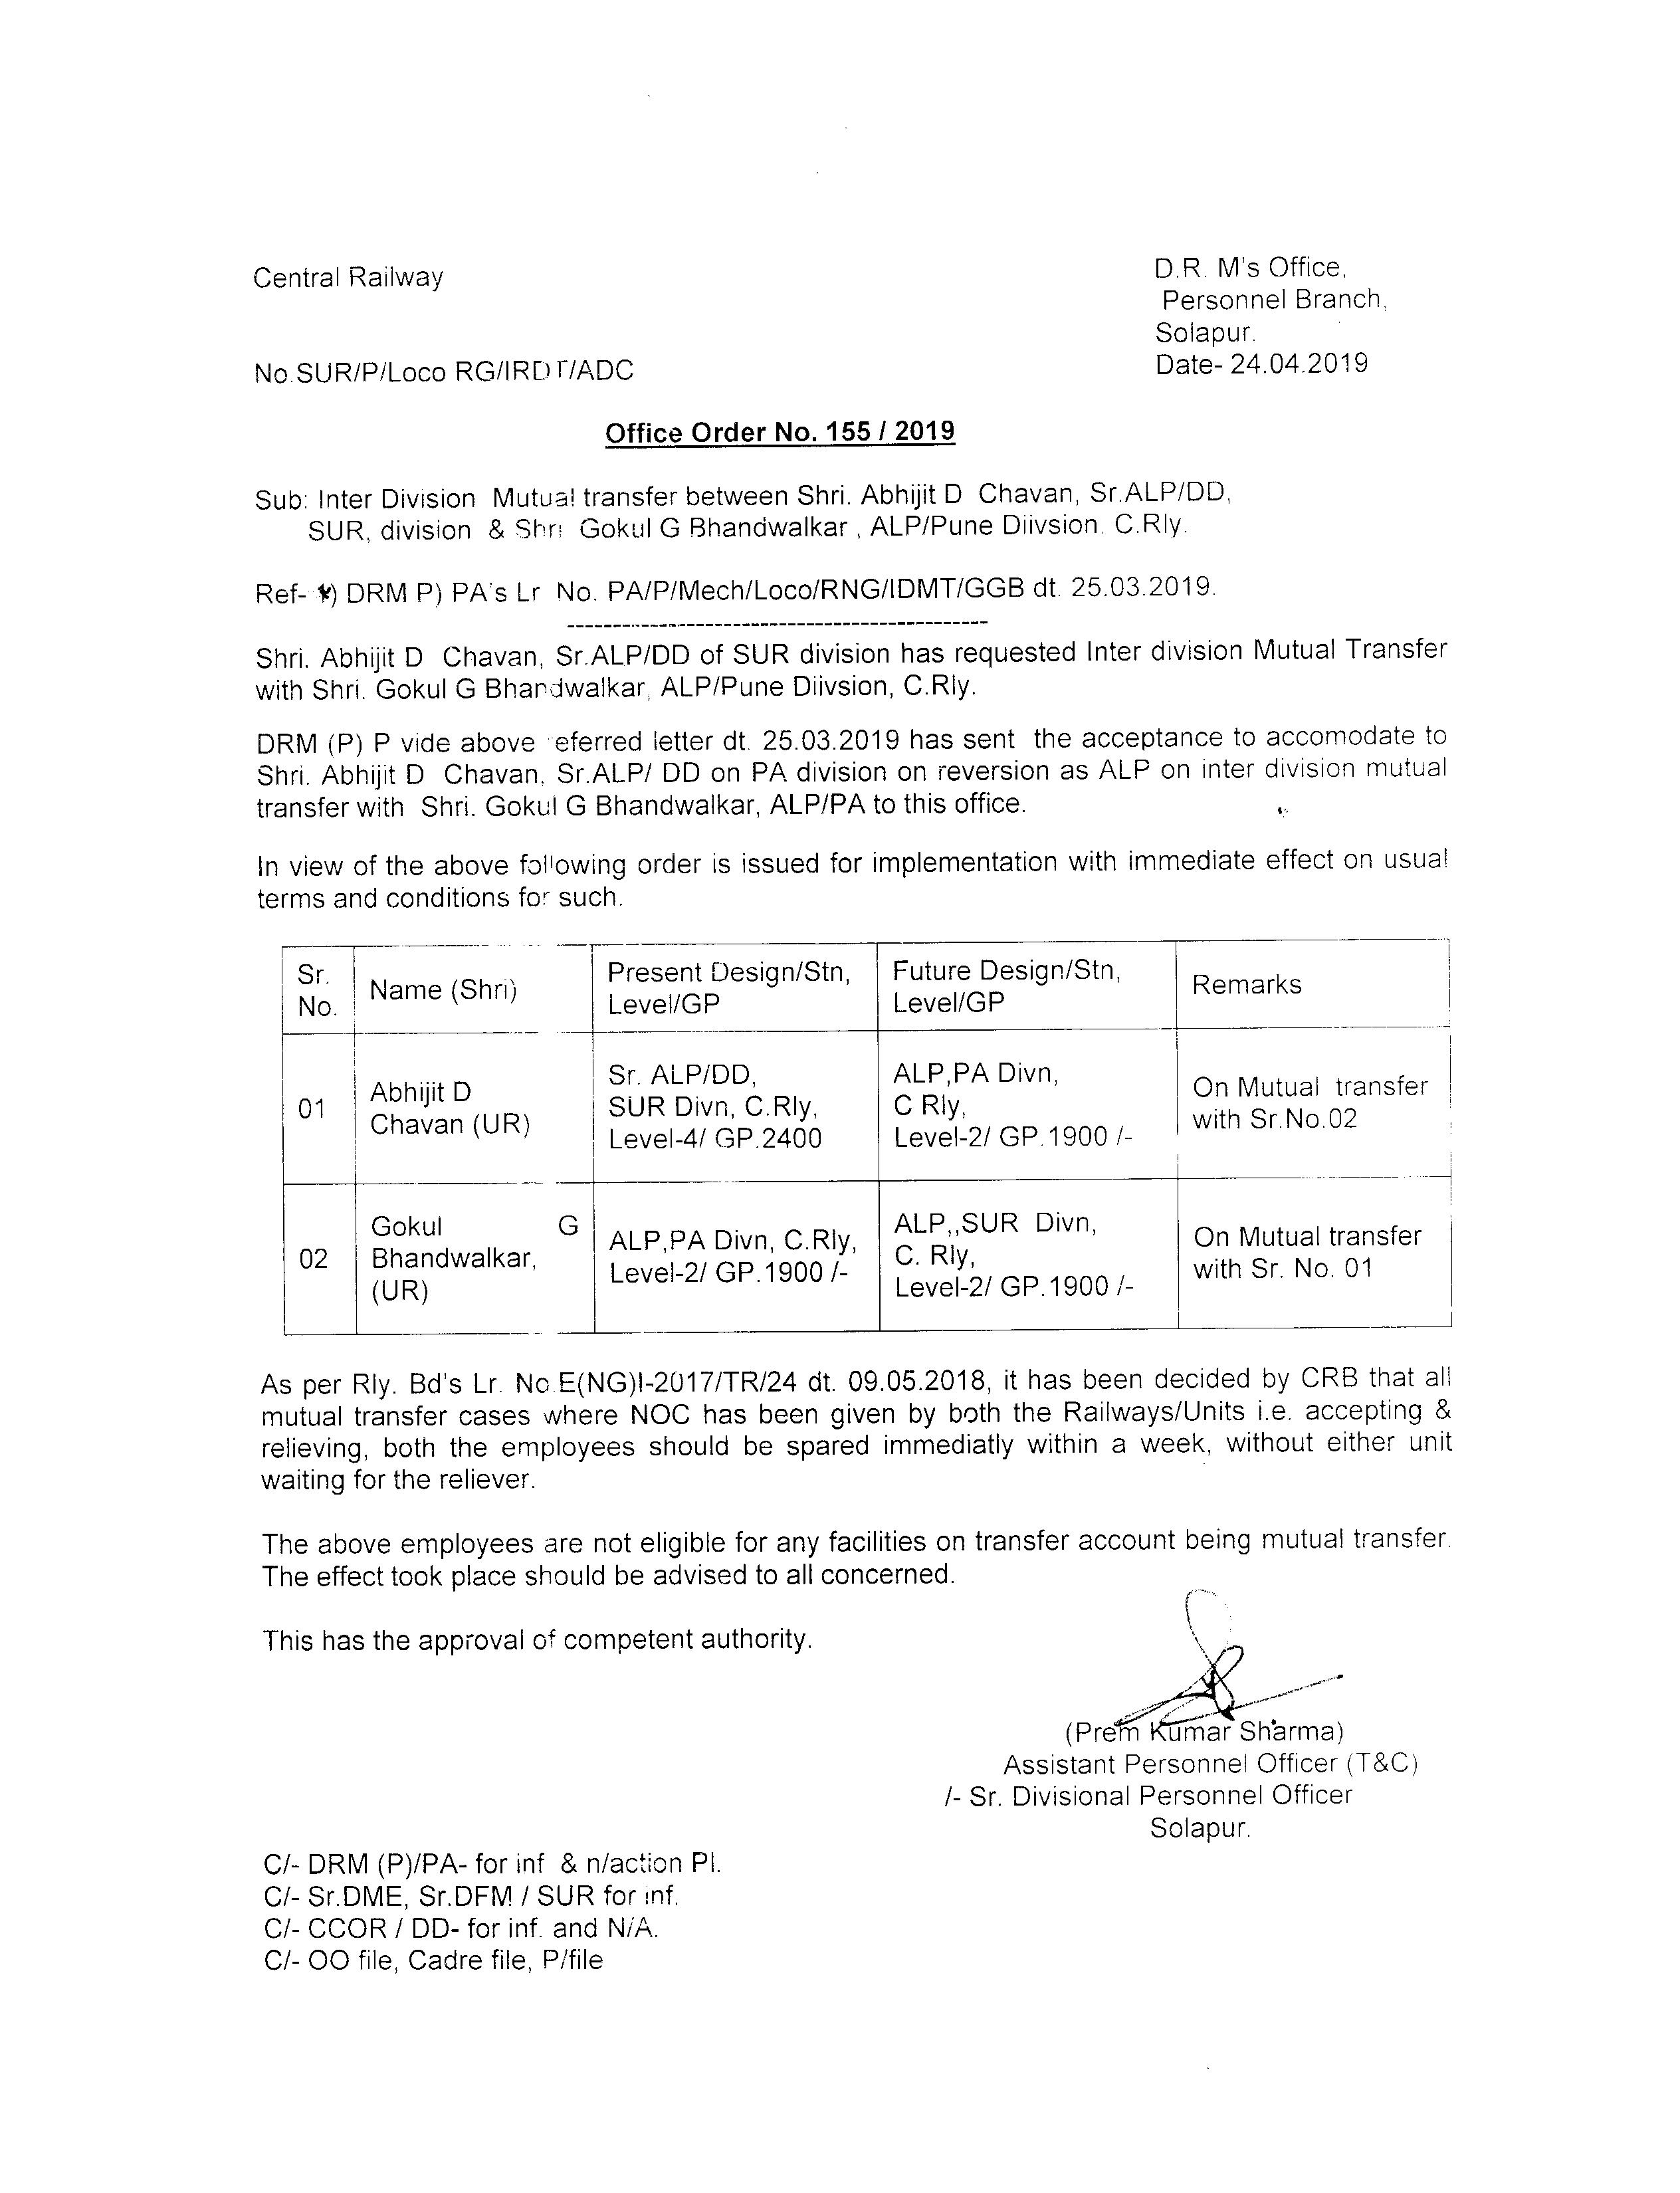 Central Railway
D.R. M's Office,
Personnel Branch,
Solapur.
Date- 24.04.2019
No.SUR/P/Loco RG/IRDT/ADC
Office Order No. 155 / 2019
Sub: Inter Division Mutual transfer between Shri. Abhijit D Chavan, Sr.ALP/DD,
SUR, division & Shri Gokul G Bhandwalkar , ALP/Pune Diivsion. C.Rly.
Ref- 1) DRM P) PA's Lr No. PA/P/Mech/Loco/RNG/IDMT/GGB dt. 25.03.2019.
----------------------------------------------
Shri. Abhijit D Chavan, Sr.ALP/DD of SUR division has requested Inter division Mutual Transfer
with Shri. Gokul G Bhandwalkar, ALP/Pune Diivsion, C.Rly.
DRM (P) P vide above referred letter dt. 25.03.2019 has sent the acceptance to accomodate to
Shri. Abhijit D Chavan, Sr.ALP/ DD on PA division on reversion as ALP on inter division mutual
transfer with Shri. Gokul G Bhandwalkar, ALP/PA to this office.
In view of the above following order is issued for implementation with immediate effect on usual
terms and conditions for such.
Sr.
No.
Name (Shri)
Present Design/Stn,
Level/GP
Future Design/Stn,
Level/GP
Remarks
01
Abhijit D
Chavan (UR)
Sr. ALP/DD,
SUR Divn, C.Rly,
Level-4/ GP.2400
ALP,PA Divn,
C Rly,
Level-2/ GP.1900 /-
On Mutual transfer
with Sr.No.02
02
Gokul G
Bhandwalkar,
(UR)
ALP,PA Divn, C.Rly,
Level-2/ GP.1900 /-
ALP,,SUR Divn,
C. Rly,
Level-2/ GP.1900 /-
On Mutual transfer
with Sr. No. 01
As per Rly. Bd's Lr. No.E(NG)I-2017/TR/24 dt. 09.05.2018, it has been decided by CRB that all
mutual transfer cases where NOC has been given by both the Railways/Units i.e. accepting &
relieving, both the employees should be spared immediatly within a week, without either unit
waiting for the reliever.
The above employees are not eligible for any facilities on transfer account being mutual transfer.
The effect took place should be advised to all concerned.
This has the approval of competent authority.
(Prem Kumar Sharma)
Assistant Personnel Officer (T&C)
/- Sr. Divisional Personnel Officer
Solapur.
C/- DRM (P)/PA- for inf & n/action Pl.
C/- Sr.DME, Sr.DFM / SUR for inf.
C/- CCOR / DD- for inf. and N/A.
C/- OO file, Cadre file, P/file